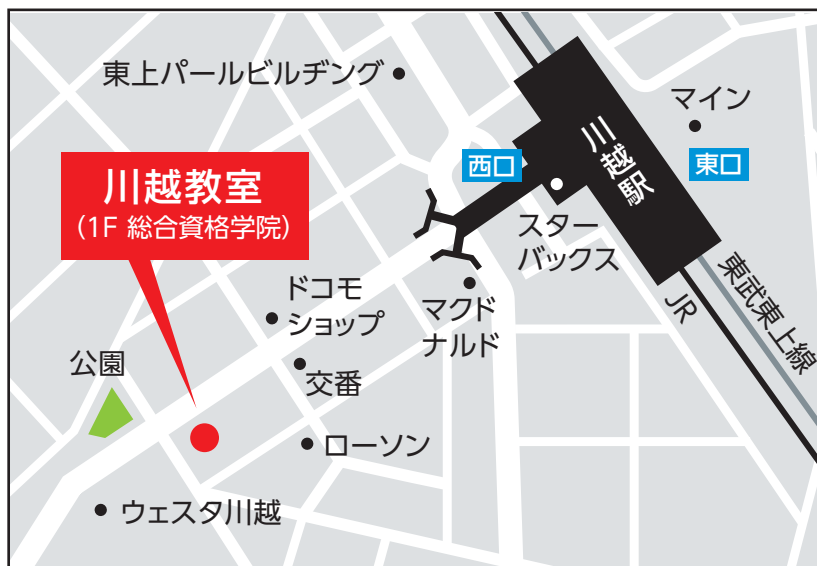 東上パールビルヂング
マイン
川越駅
西口
東口
川越教室
(1F 総合資格学院)
スター
バックス
ドコモ
ショップ
マクド
ナルド
JR
東武東上線
公園
交番
ローソン
ウェスタ川越